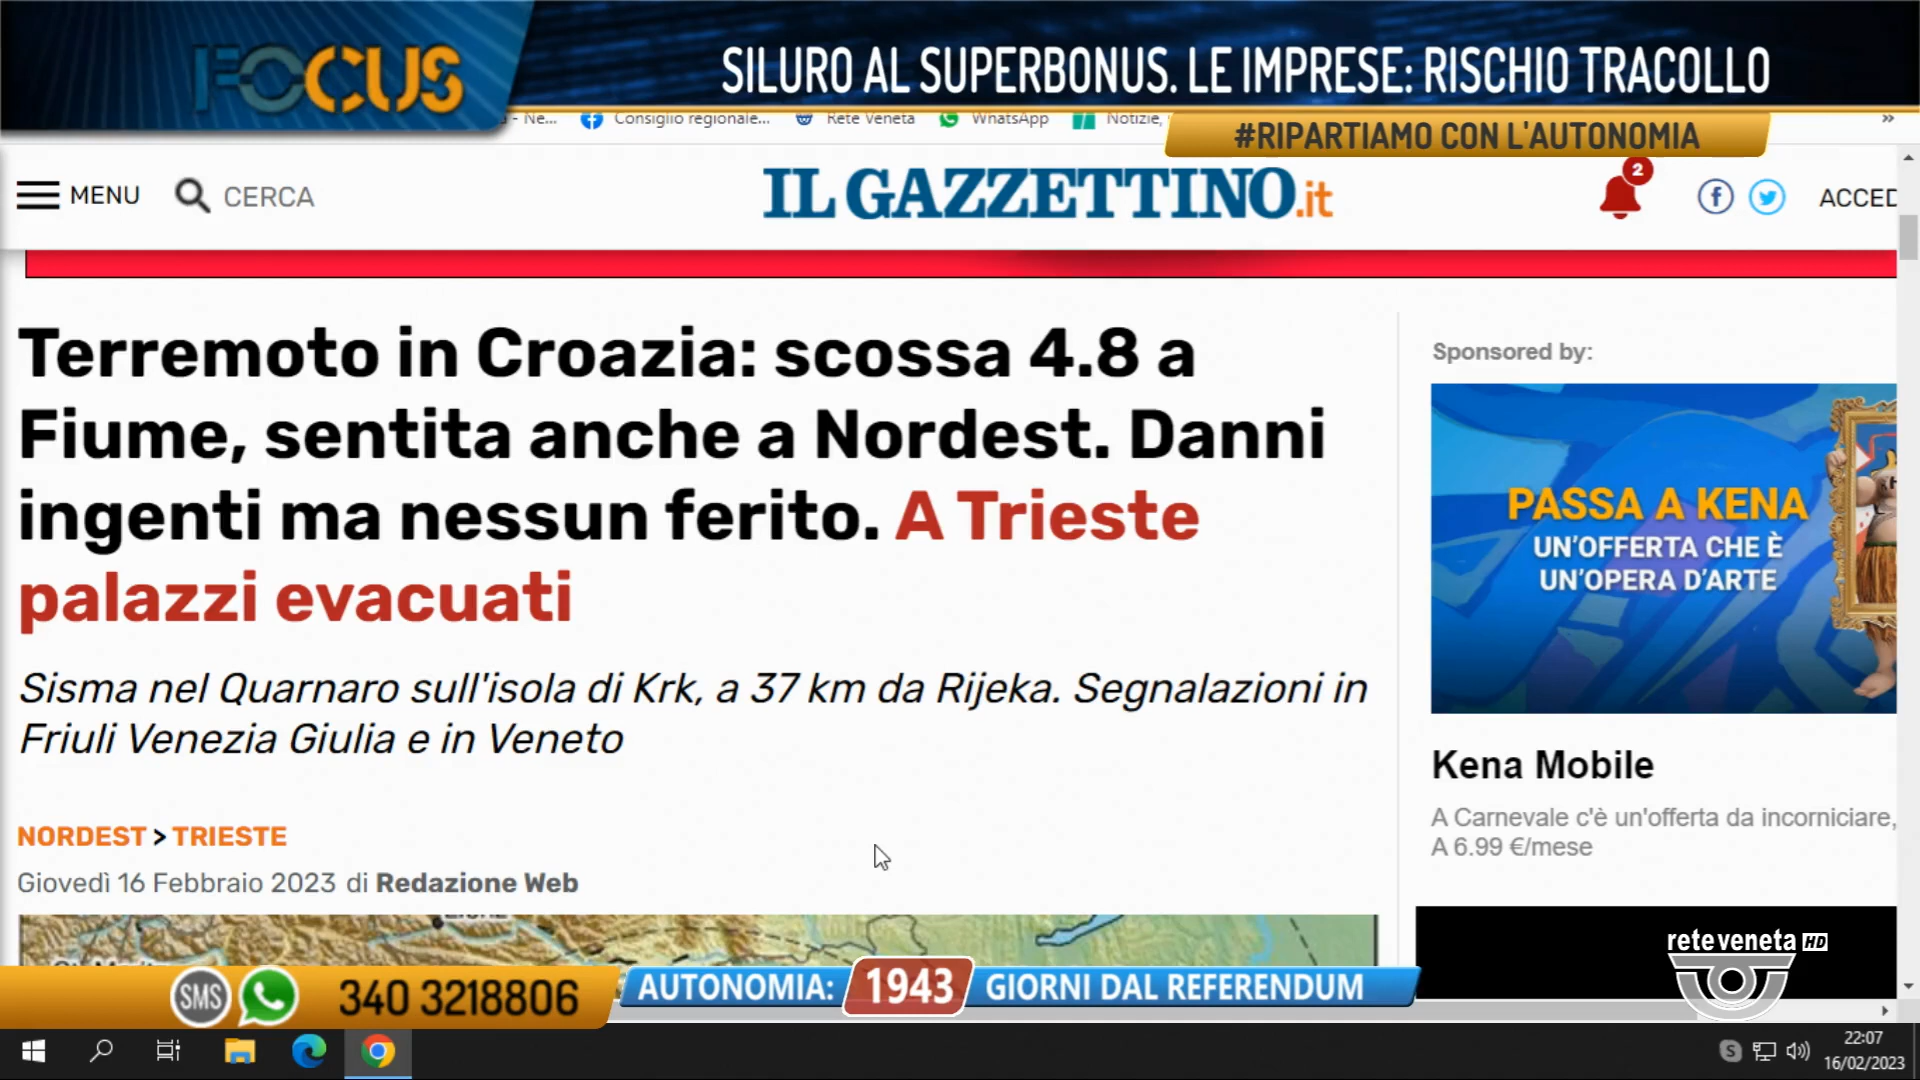 FOCUS
SILURO AL SUPERBONUS. LE IMPRESE: RISCHIO TRACOLLO
- Ne... Consiglio regionale... Rete Veneta WhatsApp Notizie, »
#RIPARTIAMO CON L'AUTONOMIA
MENU CERCA IL GAZZETTINO.it 2 ACCED
Terremoto in Croazia: scossa 4.8 a
Fiume, sentita anche a Nordest. Danni
ingenti ma nessun ferito. A Trieste
palazzi evacuati
Sisma nel Quarnaro sull'isola di Krk, a 37 km da Rijeka. Segnalazioni in
Friuli Venezia Giulia e in Veneto
NORDEST > TRIESTE
Giovedì 16 Febbraio 2023 di Redazione Web
Sponsored by:
PASSA A KENA
UN'OFFERTA CHE È
UN'OPERA D'ARTE
Kena Mobile
A Carnevale c'è un'offerta da incorniciare,
A 6.99 €/mese
reteveneta HD
SMS 340 3218806 AUTONOMIA: 1943 GIORNI DAL REFERENDUM
22:07
16/02/2023